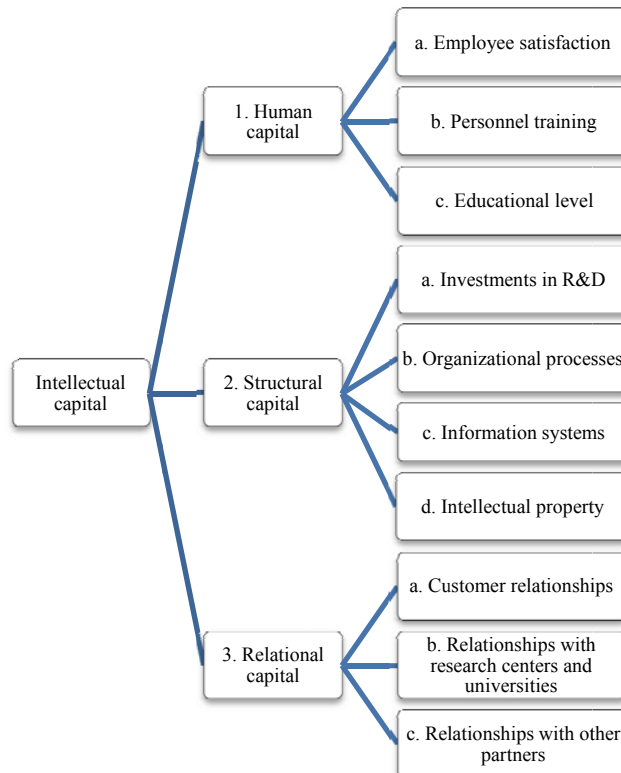 a. Employee satisfaction
1. Human
capital
b. Personnel training
c. Educational level
a. Investments in R&D
b. Organizational processes
Intellectual
capital
2. Structural
capital
c. Information systems
d. Intellectual property
a. Customer relationships
3. Relational
capital
b. Relationships with
research centers and
universities
c. Relationships with other
partners